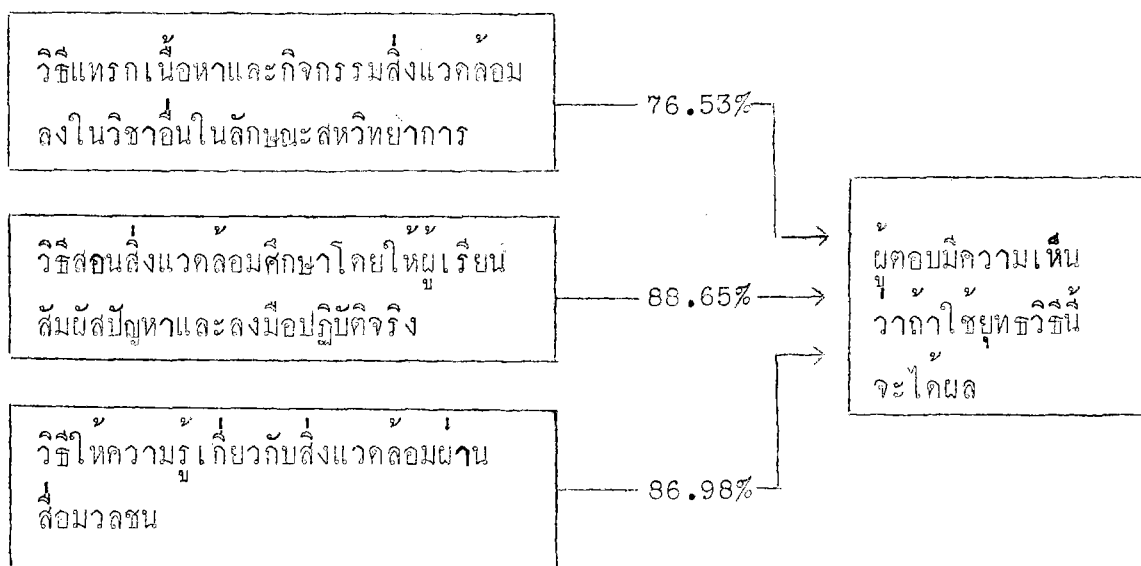 วิธีแทรกเนื้อหาและกิจกรรมสิ่งแวดล้อม
ลงในวิชาอื่นในลักษณะสหวิทยาการ
76.53%
วิธีสอนสิ่งแวดล้อมศึกษาโดยให้ผู้เรียน
สัมผัสปัญหาและลงมือปฏิบัติจริง
88.65%
วิธีให้ความรู้เกี่ยวกับสิ่งแวดล้อมผ่าน
สื่อมวลชน
86.98%
ผู้ตอบมีความเห็น
ว่าถ้าใช้ยุทธวิธีนี้
จะได้ผล